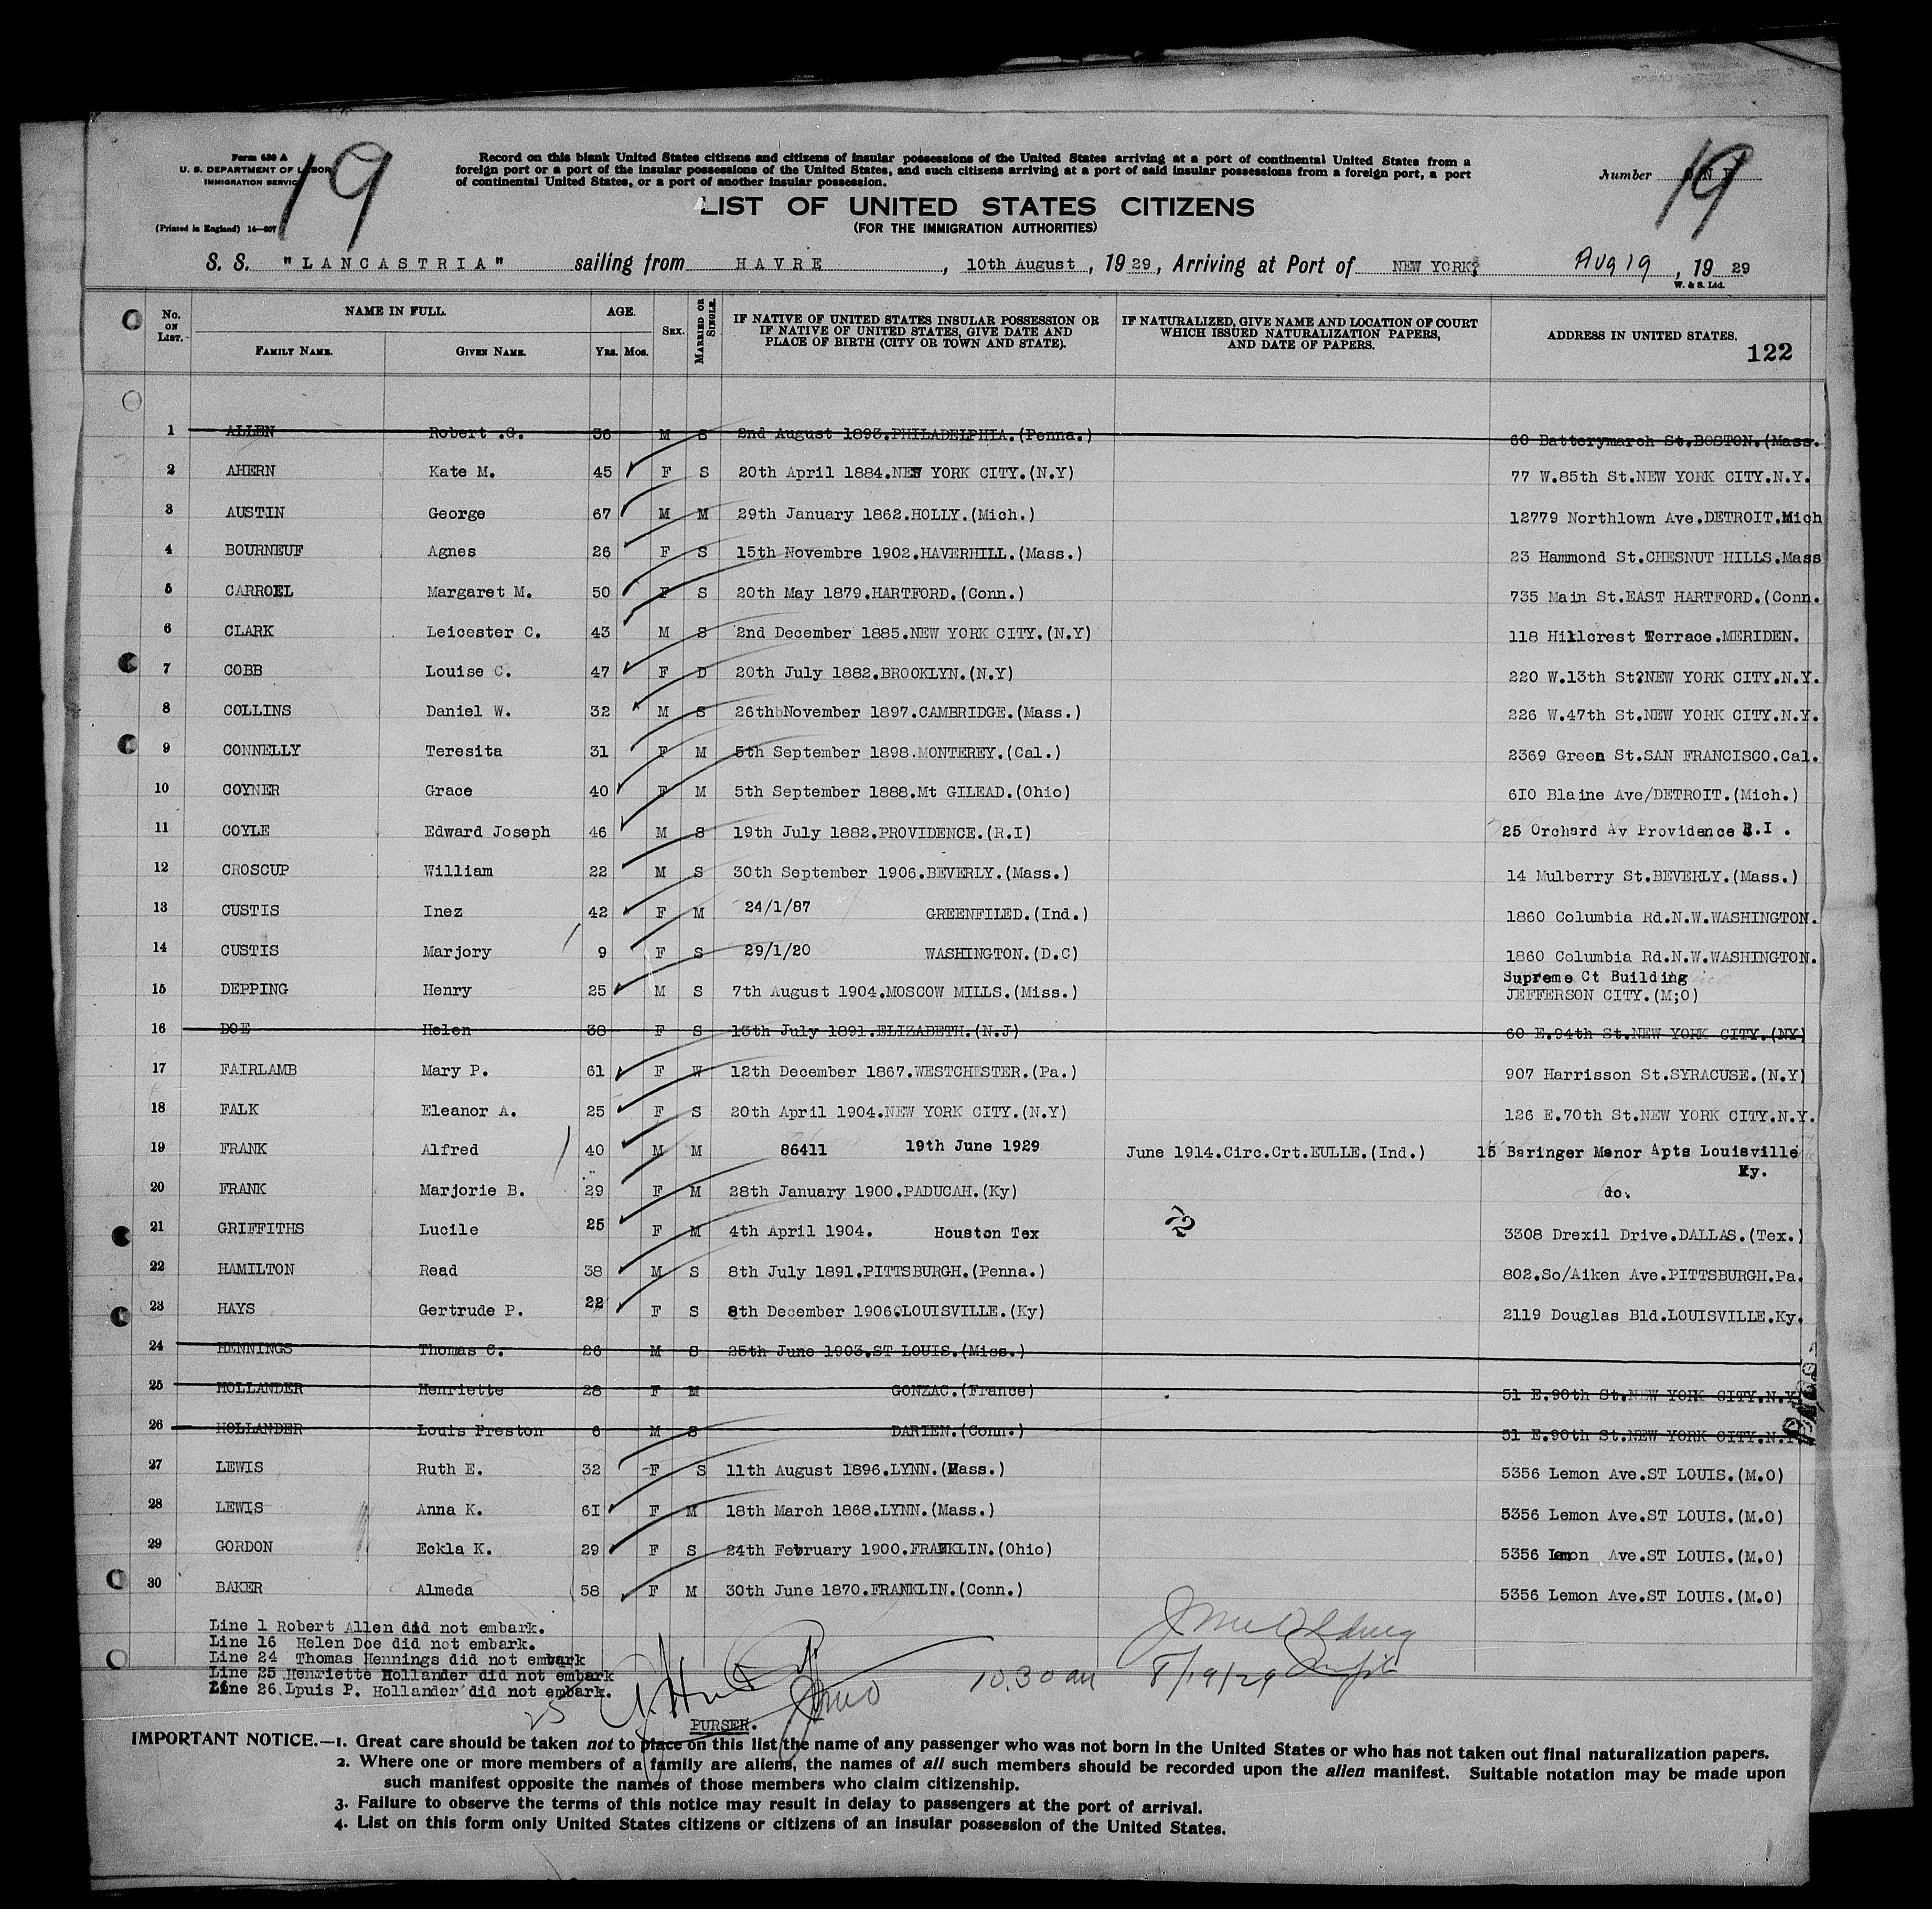 19
Form 630 A
U. S. DEPARTMENT OF LABOR
IMMIGRATION SERVICE
(Printed in England) 14—607
Record on this blank United States citizens and citizens of insular possessions of the United States arriving at a port of continental United States from a
foreign port or a port of the insular possessions of the United States, and such citizens arriving at a port of said insular possessions from a foreign port, a port
of continental United States, or a port of another insular possession.
Number 19
LIST OF UNITED STATES CITIZENS
(FOR THE IMMIGRATION AUTHORITIES)
S. S. "LANCASTRIA" sailing from HAVRE, 10th August, 1929, Arriving at Port of NEW YORK? Aug 19, 1929
W. & S. Ltd.
No. ON LIST. NAME IN FULL. FAMILY NAME. GIVEN NAME. AGE. YRS. MOS. SEX. MARRIED OR SINGLE. IF NATIVE OF UNITED STATES INSULAR POSSESSION OR IF NATIVE OF UNITED STATES, GIVE DATE AND PLACE OF BIRTH (CITY OR TOWN AND STATE). IF NATURALIZED, GIVE NAME AND LOCATION OF COURT WHICH ISSUED NATURALIZATION PAPERS, AND DATE OF PAPERS. ADDRESS IN UNITED STATES.
122
1 ALLEN Robert .G. 36 M S 2nd August 1893.PHILADELPHIA.(Penna.) 60 Batterymarch St.BOSTON.(Mass.
2 AHERN Kate M. 45 F S 20th April 1884.NEW YORK CITY.(N.Y) 77 W.85th St.NEW YORK CITY.N.Y.
3 AUSTIN George 67 M M 29th January 1862.HOLLY.(Mich.) 12779 Northlown Ave.DETROIT.Mich
4 BOURNEUF Agnes 26 F S 15th Novembre 1902.HAVERHILL.(Mass.) 23 Hammond St.CHESNUT HILLS.Mass
5 CARROEL Margaret M. 50 F S 20th May 1879.HARTFORD.(Conn.) 735 Main St.EAST HARTFORD.(Conn.
6 CLARK Leicester C. 43 M S 2nd December 1885.NEW YORK CITY.(N.Y) 118 Hillcrest Terrace.MERIDEN.
7 COBB Louise C. 47 F D 20th July 1882.BROOKLYN.(N.Y) 220 W.13th St?NEW YORK CITY.N.Y.
8 COLLINS Daniel W. 32 M S 26thbNovember 1897.CAMBRIDGE.(Mass.) 226 W.47th St.NEW YORK CITY.N.Y.
9 CONNELLY Teresita 31 F M 5th September 1898.MONTEREY.(Cal.) 2369 Green St.SAN FRANCISCO.Cal.
10 COYNER Grace 40 F M 5th September 1888.Mt GILEAD.(Ohio) 6I0 Blaine Ave/DETROIT.(Mich.)
11 COYLE Edward Joseph 46 M S 19th July 1882.PROVIDENCE.(R.I) 25 Orchard Av Providence R.I .
12 CROSCUP William 22 M S 30th September 1906.BEVERLY.(Mass.) 14 Mulberry St.BEVERLY.(Mass.)
13 CUSTIS Inez 42 F M 24/1/87 GREENFILED.(Ind.) 1860 Columbia Rd.N.W.WASHINGTON.
14 CUSTIS Marjory 9 F S 29/1/20 WASHINGTON.(D.C) 1860 Columbia Rd.N.W.WASHINGTON.
Supreme Ct Building
15 DEPPING Henry 25 M S 7th August 1904.MOSCOW MILLS.(Miss.) JEFFERSON CITY.(M;O)
16 DOE Helen 38 F S 13th July 1891.ELIZABETH.(N.J) 60 E.94th St.NEW YORK CITY.(NY)
17 FAIRLAMB Mary P. 61 F W 12th December 1867.WESTCHESTER.(Pa.) 907 Harrisson St.SYRACUSE.(N.Y)
18 FALK Eleanor A. 25 F S 20th April 1904.NEW YORK CITY.(N.Y) 126 E.70th St.NEW YORK CITY.N.Y.
19 FRANK Alfred 40 M M 86411 19th June 1929 June 1914.Circ.Crt.EULLE.(Ind.) 15 Baringer Manor Apts Louisville
Ky.
20 FRANK Marjorie B. 29 F M 28th January 1900.PADUCAH.(Ky) do.
21 GRIFFITHS Lucile 25 F M 4th April 1904. Houston Tex 3308 Drexil Drive.DALLAS.(Tex.)
22 HAMILTON Read 38 M S 8th July 1891.PITTSBURGH.(Penna.) 802.So/Aiken Ave.PITTSBURGH.Pa.
23 HAYS Gertrude P. 22 F S 8th December 1906.LOUISVILLE.(Ky) 2119 Douglas Bld.LOUISVILLE.Ky.
24 HENNINGS Thomas C. 26 M S 25th June 1903.ST LOUIS.(Miss.)
25 HOLLANDER Henriette 28 F M GONZAC.(France) 51 E.90th St.NEW YORK CITY.N.Y
26 HOLLANDER Louis Preston 6 M S DARIEN.(Conn.) 51 E.90th St.NEW YORK CITY.N.Y
27 LEWIS Ruth E. 32 F S 11th August 1896.LYNN.(Mass.) 5356 Lemon Ave.ST LOUIS.(M.O)
28 LEWIS Anna K. 6I F M 18th March 1868.LYNN.(Mass.) 5356 Lemon Ave.ST LOUIS.(M.O)
29 GORDON Eckla K. 29 F S 24th February 1900.FRANKLIN.(Ohio) 5356 Lemon Ave.ST LOUIS.(M.O)
30 BAKER Almeda 58 F M 30th June 1870.FRANKLIN.(Conn.) 5356 Lemon Ave.ST LOUIS.(M.O)
Line 1 Robert Allen did not embark.
Line 16 Helen Doe did not embark.
Line 24 Thomas Hennings did not embark
Line 25 Henriette Hollander did not embark
Line 26.Lpuis P. Hollander did not embark.
25
10.30 am 8/19/29
PURSER.
IMPORTANT NOTICE.—1. Great care should be taken not to place on this list the name of any passenger who was not born in the United States or who has not taken out final naturalization papers.
2. Where one or more members of a family are aliens, the names of all such members should be recorded upon the alien manifest. Suitable notation may be made upon
such manifest opposite the names of those members who claim citizenship.
3. Failure to observe the terms of this notice may result in delay to passengers at the port of arrival.
4. List on this form only United States citizens or citizens of an insular possession of the United States.